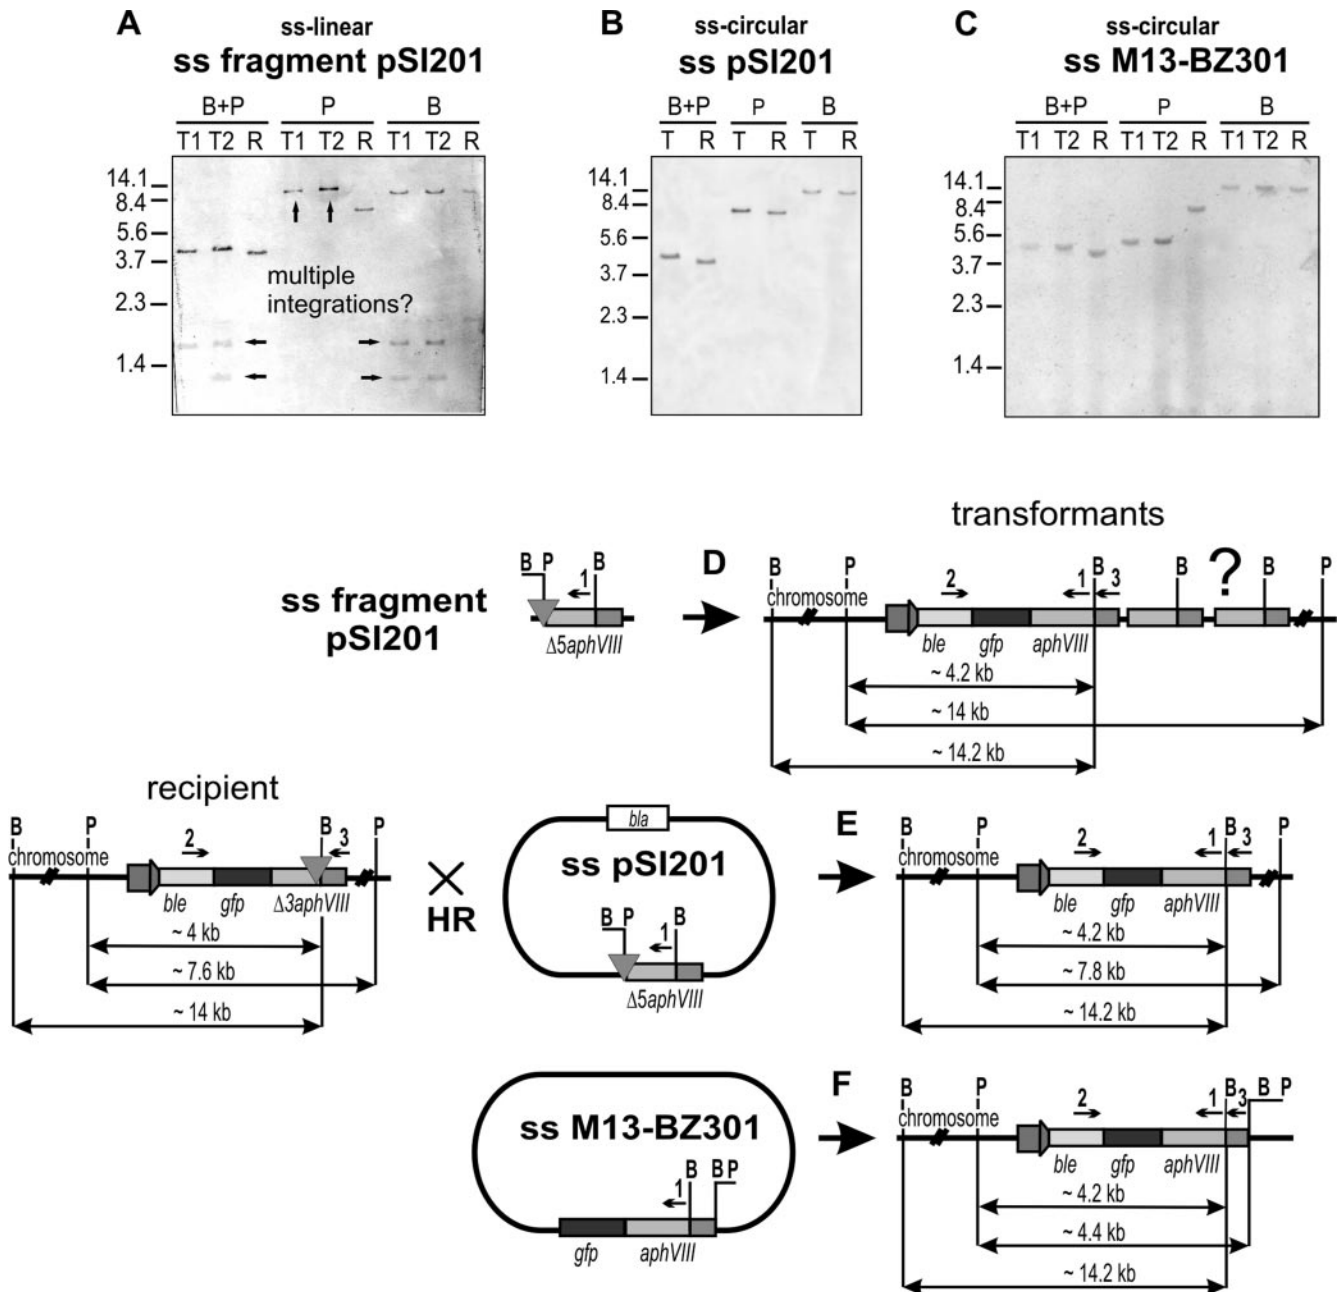 A ss-linear
ss fragment pSI201
B+P P B
T1 T2 R T1 T2 R T1 T2 R
14.1
8.4
5.6
3.7
2.3
1.4
multiple
integrations?
B ss-circular
ss pSI201
B+P P B
T R T R T R
14.1
8.4
5.6
3.7
2.3
1.4
C ss-circular
ss M13-BZ301
B+P P B
T1 T2 R T1 T2 R T1 T2 R
14.1
8.4
5.6
3.7
2.3
1.4
transformants
ss fragment
pSI201
B P B
1
Δ5aphVIII
D
B P B B ? B P
chromosome 2 1 3
ble gfp aphVIII
~ 4.2 kb
~ 14 kb
~ 14.2 kb
recipient
B P B P
chromosome 2 3
ble gfp Δ3aphVIII
~ 4 kb
~ 7.6 kb
~ 14 kb
HR
bla
ss pSI201
B P B
1
Δ5aphVIII
E
B P B P
chromosome 2 1 3
ble gfp aphVIII
~ 4.2 kb
~ 7.8 kb
~ 14.2 kb
ss M13-BZ301
B B P
1
gfp aphVIII
F
B P B B P
chromosome 2 1 3
ble gfp aphVIII
~ 4.2 kb
~ 4.4 kb
~ 14.2 kb